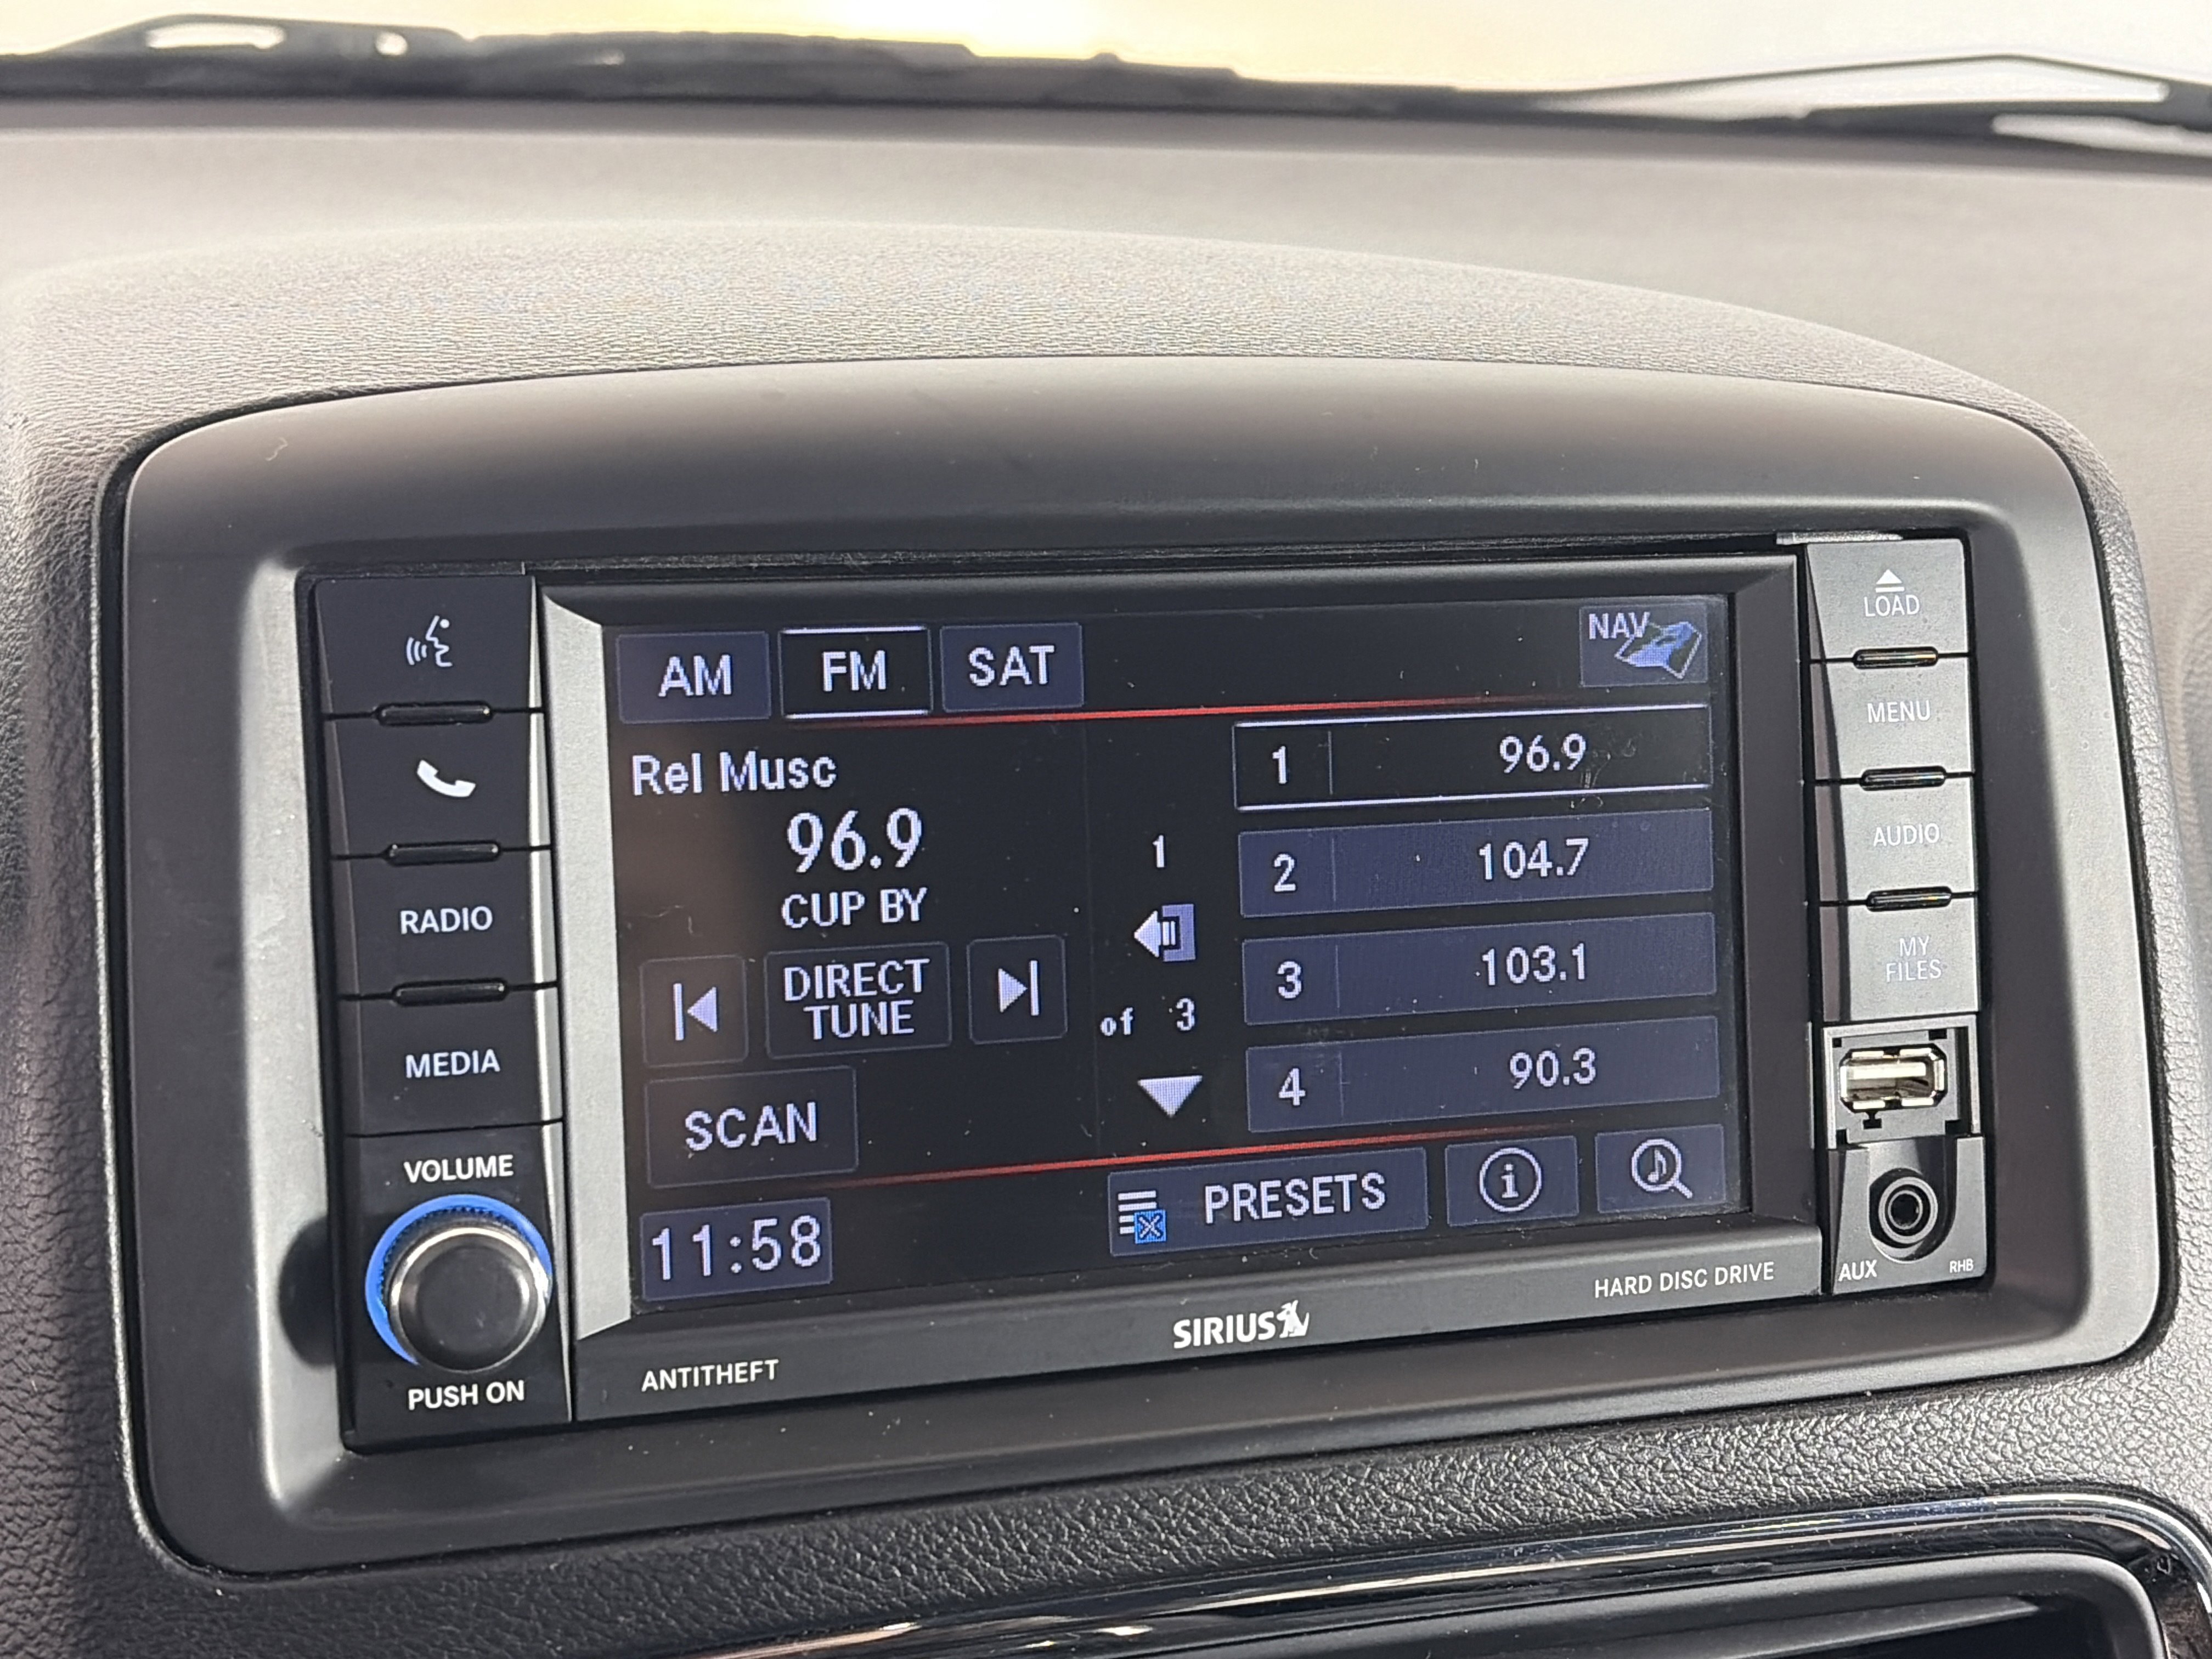 LOAD
AM FM SAT NAV
MENU
Rel Musc
1 96.9
96.9
1
2 104.7
AUDIO
CUP BY
RADIO
DIRECT
TUNE
of 3
3 103.1
MY
FILES
MEDIA
4 90.3
SCAN
VOLUME
PRESETS
i
11:58
AUX RHB
HARD DISC DRIVE
SIRIUS
ANTITHEFT
PUSH ON